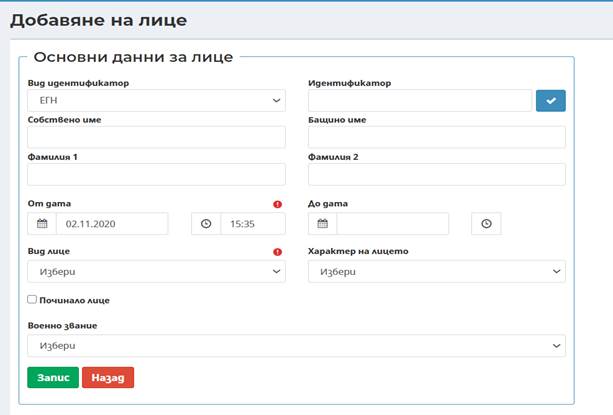 Добавяне на лице
Основни данни за лице
Вид идентификатор Идентификатор
ЕГН
Собствено име Бащино име
Фамилия 1 Фамилия 2
От дата До дата
02.11.2020 15:35
Вид лице Характер на лицето
Избери Избери
Починало лице
Военно звание
Избери
Запис Назад